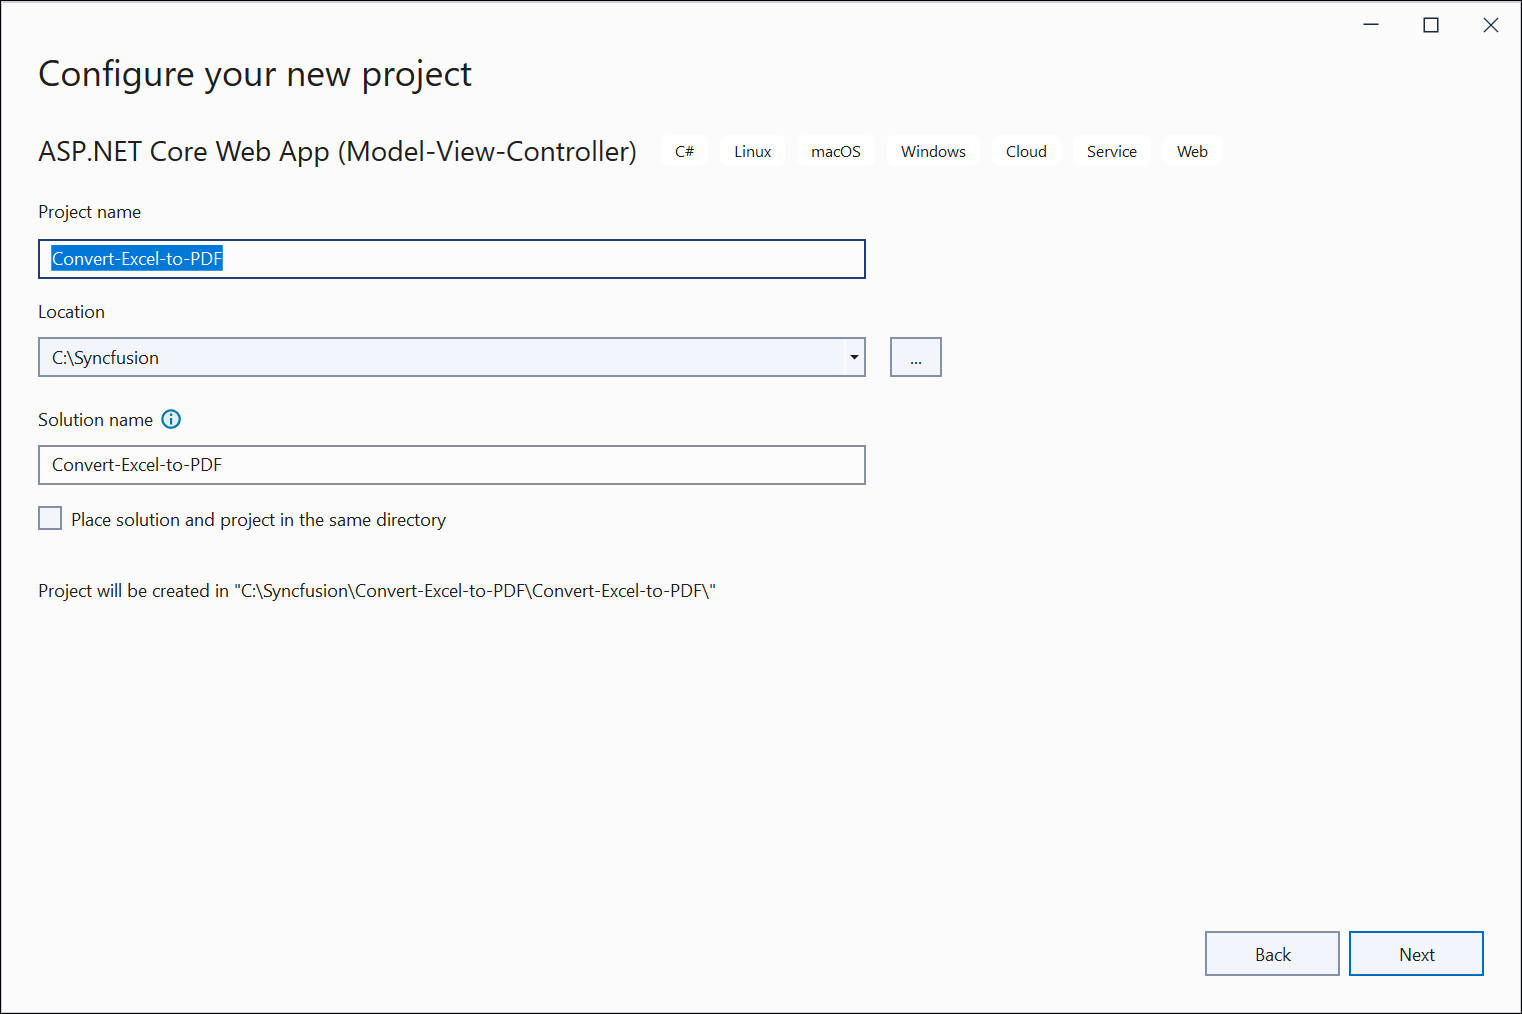 Configure your new project
ASP.NET Core Web App (Model-View-Controller) C# Linux macOS Windows Cloud Service Web
Project name
Convert-Excel-to-PDF
Location
C:\Syncfusion
...
Solution name
Convert-Excel-to-PDF
Place solution and project in the same directory
Project will be created in "C:\Syncfusion\Convert-Excel-to-PDF\Convert-Excel-to-PDF\"
Back Next